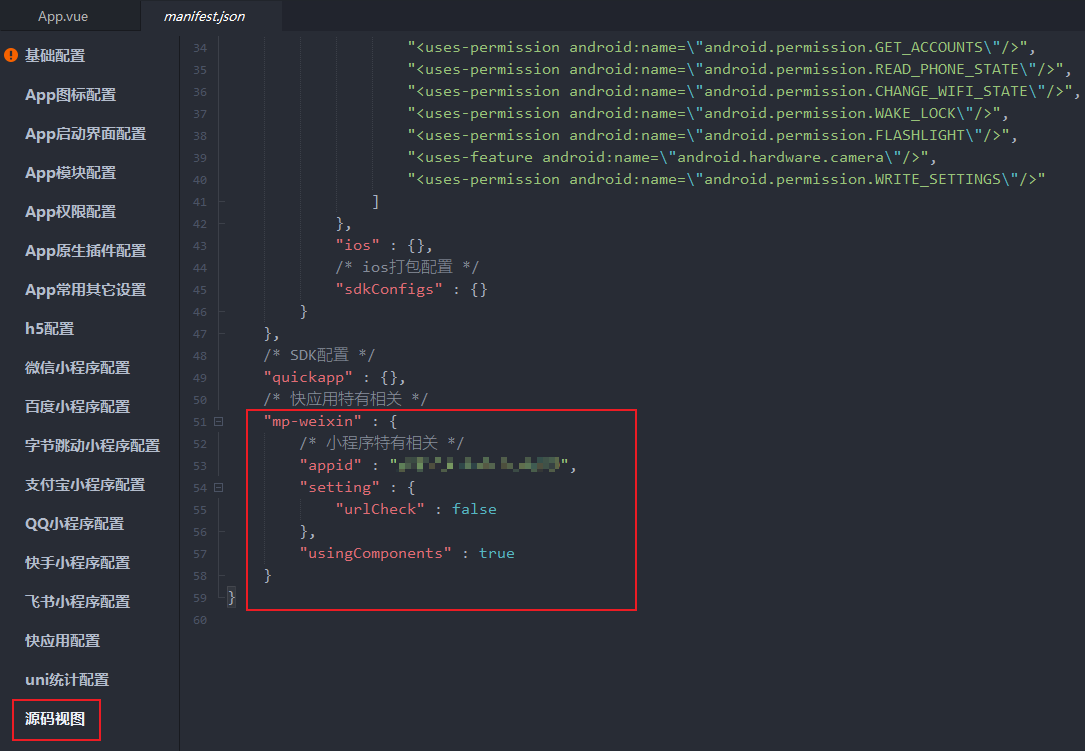 App.vue
manifest.json
基础配置
App图标配置
App启动界面配置
App模块配置
App权限配置
App原生插件配置
App常用其它设置
h5配置
微信小程序配置
百度小程序配置
字节跳动小程序配置
支付宝小程序配置
QQ小程序配置
快手小程序配置
飞书小程序配置
快应用配置
uni统计配置
源码视图
34 "<uses-permission android:name=\"android.permission.GET_ACCOUNTS\"/>",
35 "<uses-permission android:name=\"android.permission.READ_PHONE_STATE\"/>",
36 "<uses-permission android:name=\"android.permission.CHANGE_WIFI_STATE\"/>",
37 "<uses-permission android:name=\"android.permission.WAKE_LOCK\"/>",
38 "<uses-permission android:name=\"android.permission.FLASHLIGHT\"/>",
39 "<uses-feature android:name=\"android.hardware.camera\"/>",
40 "<uses-permission android:name=\"android.permission.WRITE_SETTINGS\"/>"
41 ]
42 },
43 "ios" : {},
44 /* ios打包配置 */
45 "sdkConfigs" : {}
46 }
47 },
48 /* SDK配置 */
49 "quickapp" : {},
50 /* 快应用特有相关 */
51 "mp-weixin" : {
52 /* 小程序特有相关 */
53 "appid" : "",
54 "setting" : {
55 "urlCheck" : false
56 },
57 "usingComponents" : true
58 }
59 }
60